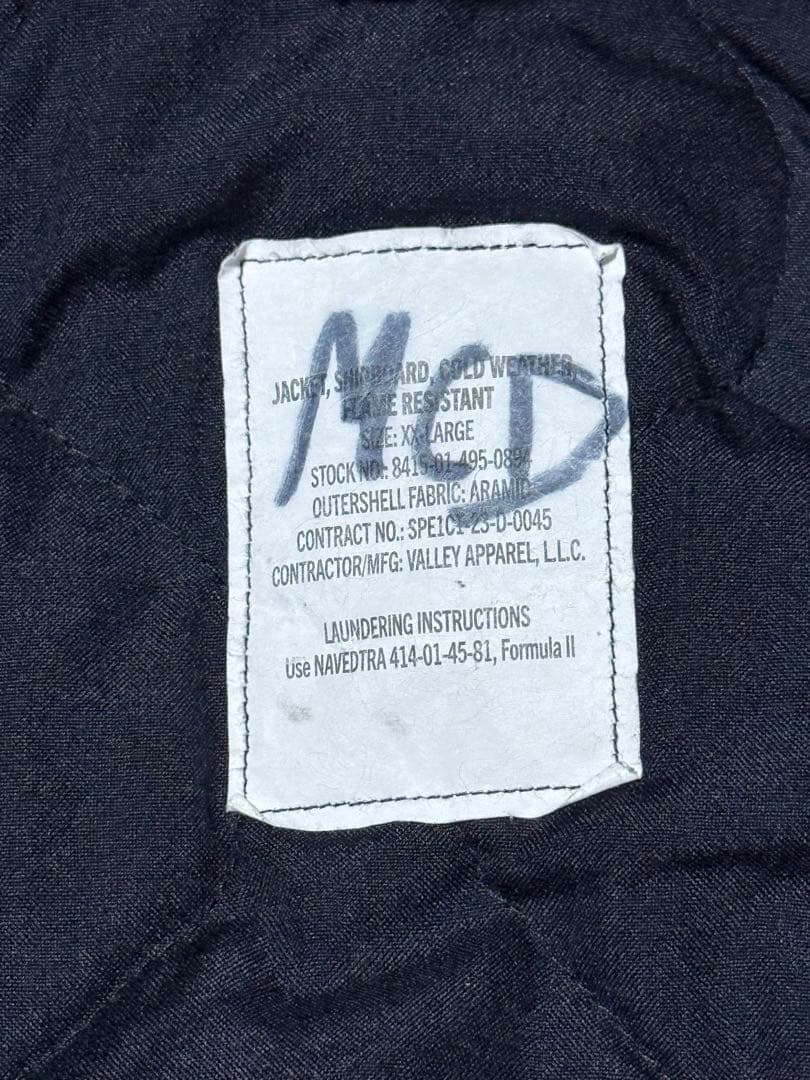 MCD
JACKET, SHIPBOARD, COLD WEATHER,
FLAME RESISTANT
SIZE: XX-LARGE
STOCK NO.: 8415-01-495-0894
OUTERSHELL FABRIC: ARAMID
CONTRACT NO.: SPE1C1-23-D-0045
CONTRACTOR/MFG: VALLEY APPAREL, L.L.C.
LAUNDERING INSTRUCTIONS
Use NAVEDTRA 414-01-45-81, Formula II